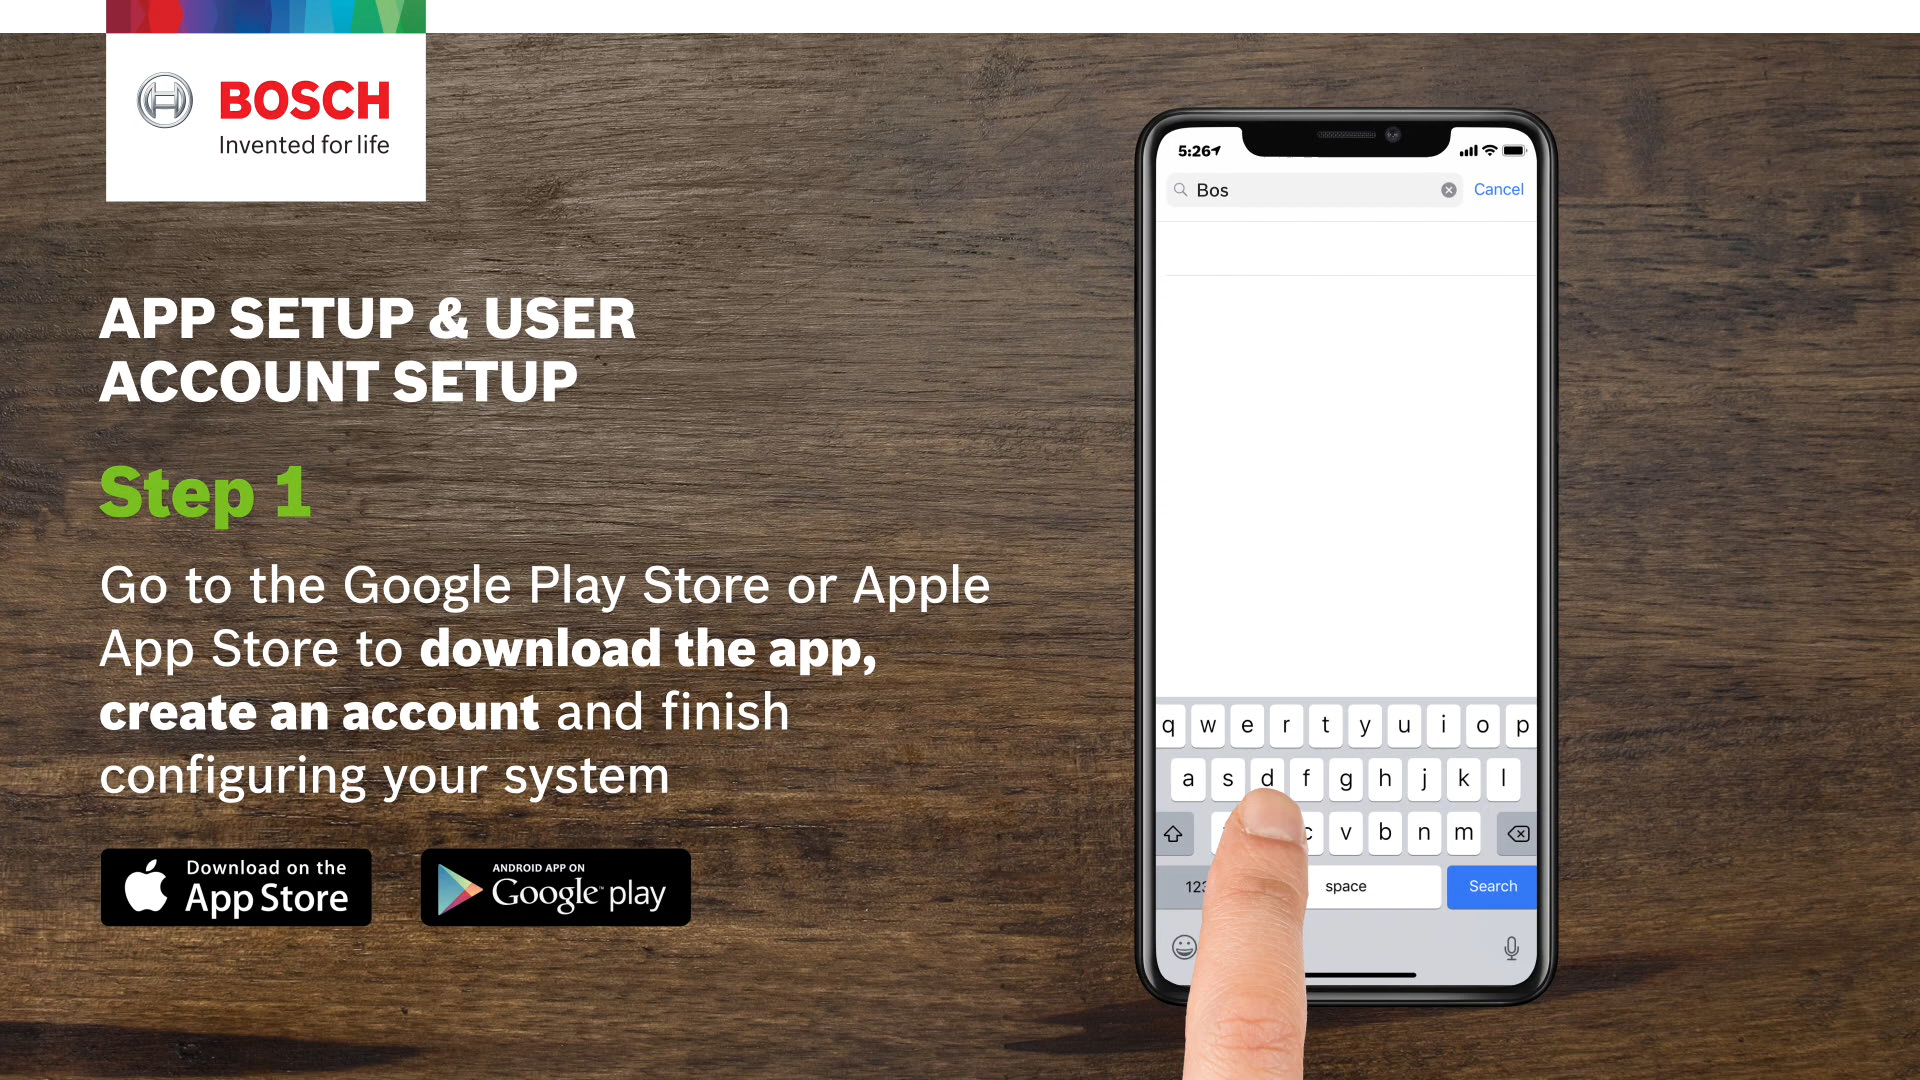 BOSCH
Invented for life
APP SETUP & USER
ACCOUNT SETUP
Step 1
Go to the Google Play Store or Apple
App Store to download the app,
create an account and finish
configuring your system
Download on the
App Store
ANDROID APP ON
Google play
5:26
Bos
Cancel
q w e r t y u i o p
a s d f g h j k l
c v b n m
123
space
Search